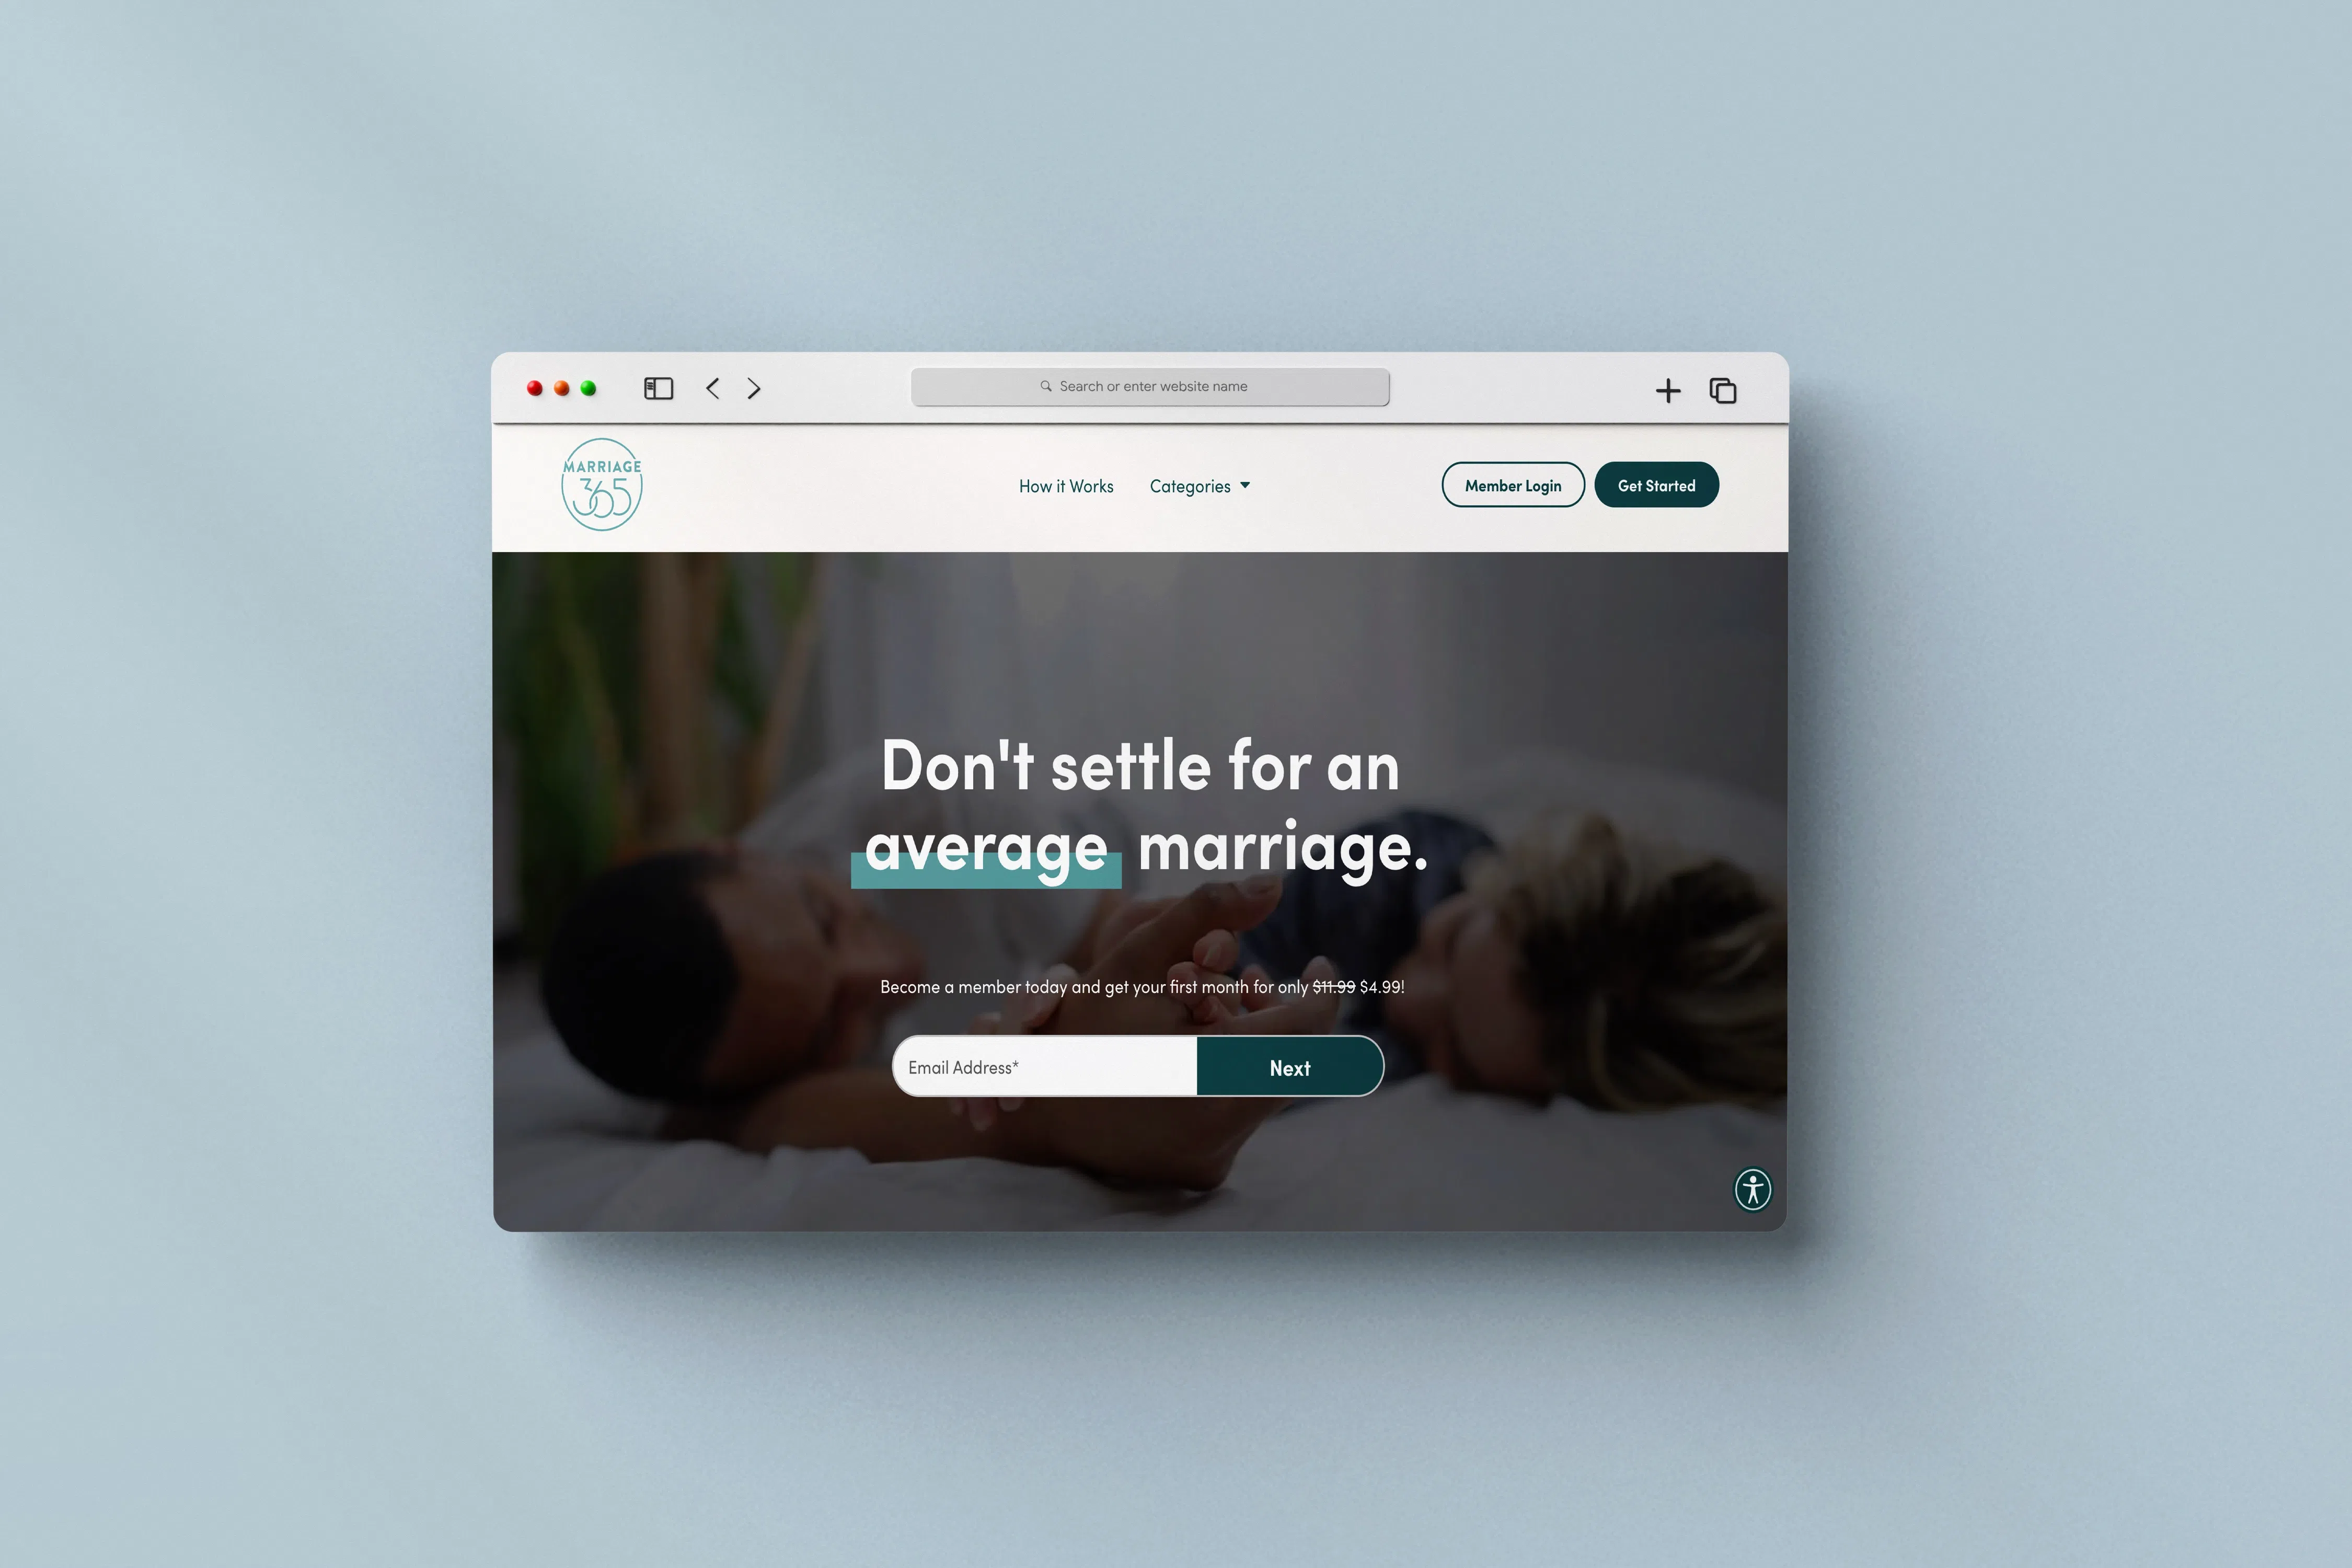 Search or enter website name
MARRIAGE
365
How it Works
Categories
Member Login
Get Started
Don't settle for an
average marriage.
Become a member today and get your first month for only $11.99 $4.99!
Email Address*
Next